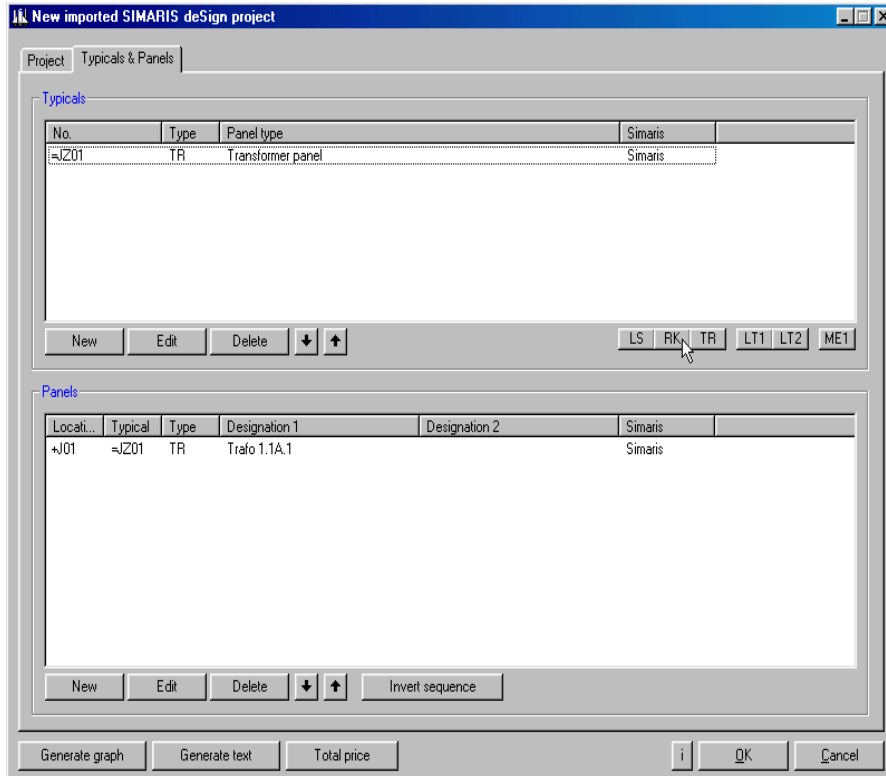 New imported SIMARIS deSign project
Project Typicals & Panels
Typicals
No. Type Panel type Simaris
=JZ01 TR Transformer panel Simaris
New Edit Delete LS RK TR LT1 LT2 ME1
Panels
Locati... Typical Type Designation 1 Designation 2 Simaris
+J01 =JZ01 TR Trafo 1.1A.1 Simaris
New Edit Delete Invert sequence
Generate graph Generate text Total price i OK Cancel